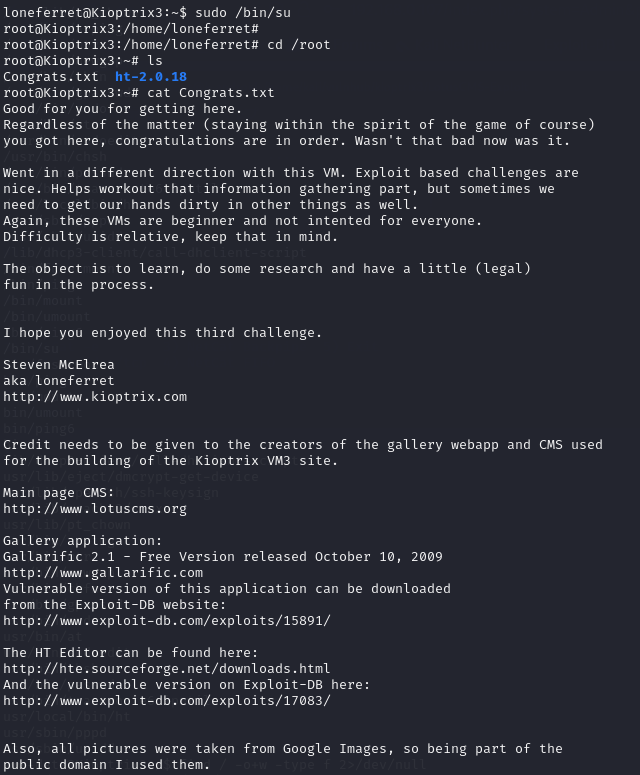 loneferret@Kioptrix3:~$ sudo /bin/su
root@Kioptrix3:/home/loneferret#
root@Kioptrix3:/home/loneferret# cd /root
root@Kioptrix3:~# ls
Congrats.txt  ht-2.0.18
root@Kioptrix3:~# cat Congrats.txt
Good for you for getting here.
Regardless of the matter (staying within the spirit of the game of course)
you got here, congratulations are in order. Wasn't that bad now was it.
Went in a different direction with this VM. Exploit based challenges are
nice. Helps workout that information gathering part, but sometimes we
need to get our hands dirty in other things as well.
Again, these VMs are beginner and not intented for everyone.
Difficulty is relative, keep that in mind.
The object is to learn, do some research and have a little (legal)
fun in the process.
I hope you enjoyed this third challenge.
Steven McElrea
aka loneferret
http://www.kioptrix.com
Credit needs to be given to the creators of the gallery webapp and CMS used
for the building of the Kioptrix VM3 site.
Main page CMS:
http://www.lotuscms.org
Gallery application:
Gallarific 2.1 - Free Version released October 10, 2009
http://www.gallarific.com
Vulnerable version of this application can be downloaded
from the Exploit-DB website:
http://www.exploit-db.com/exploits/15891/
The HT Editor can be found here:
http://hte.sourceforge.net/downloads.html
And the vulnerable version on Exploit-DB here:
http://www.exploit-db.com/exploits/17083/
Also, all pictures were taken from Google Images, so being part of the
public domain I used them.